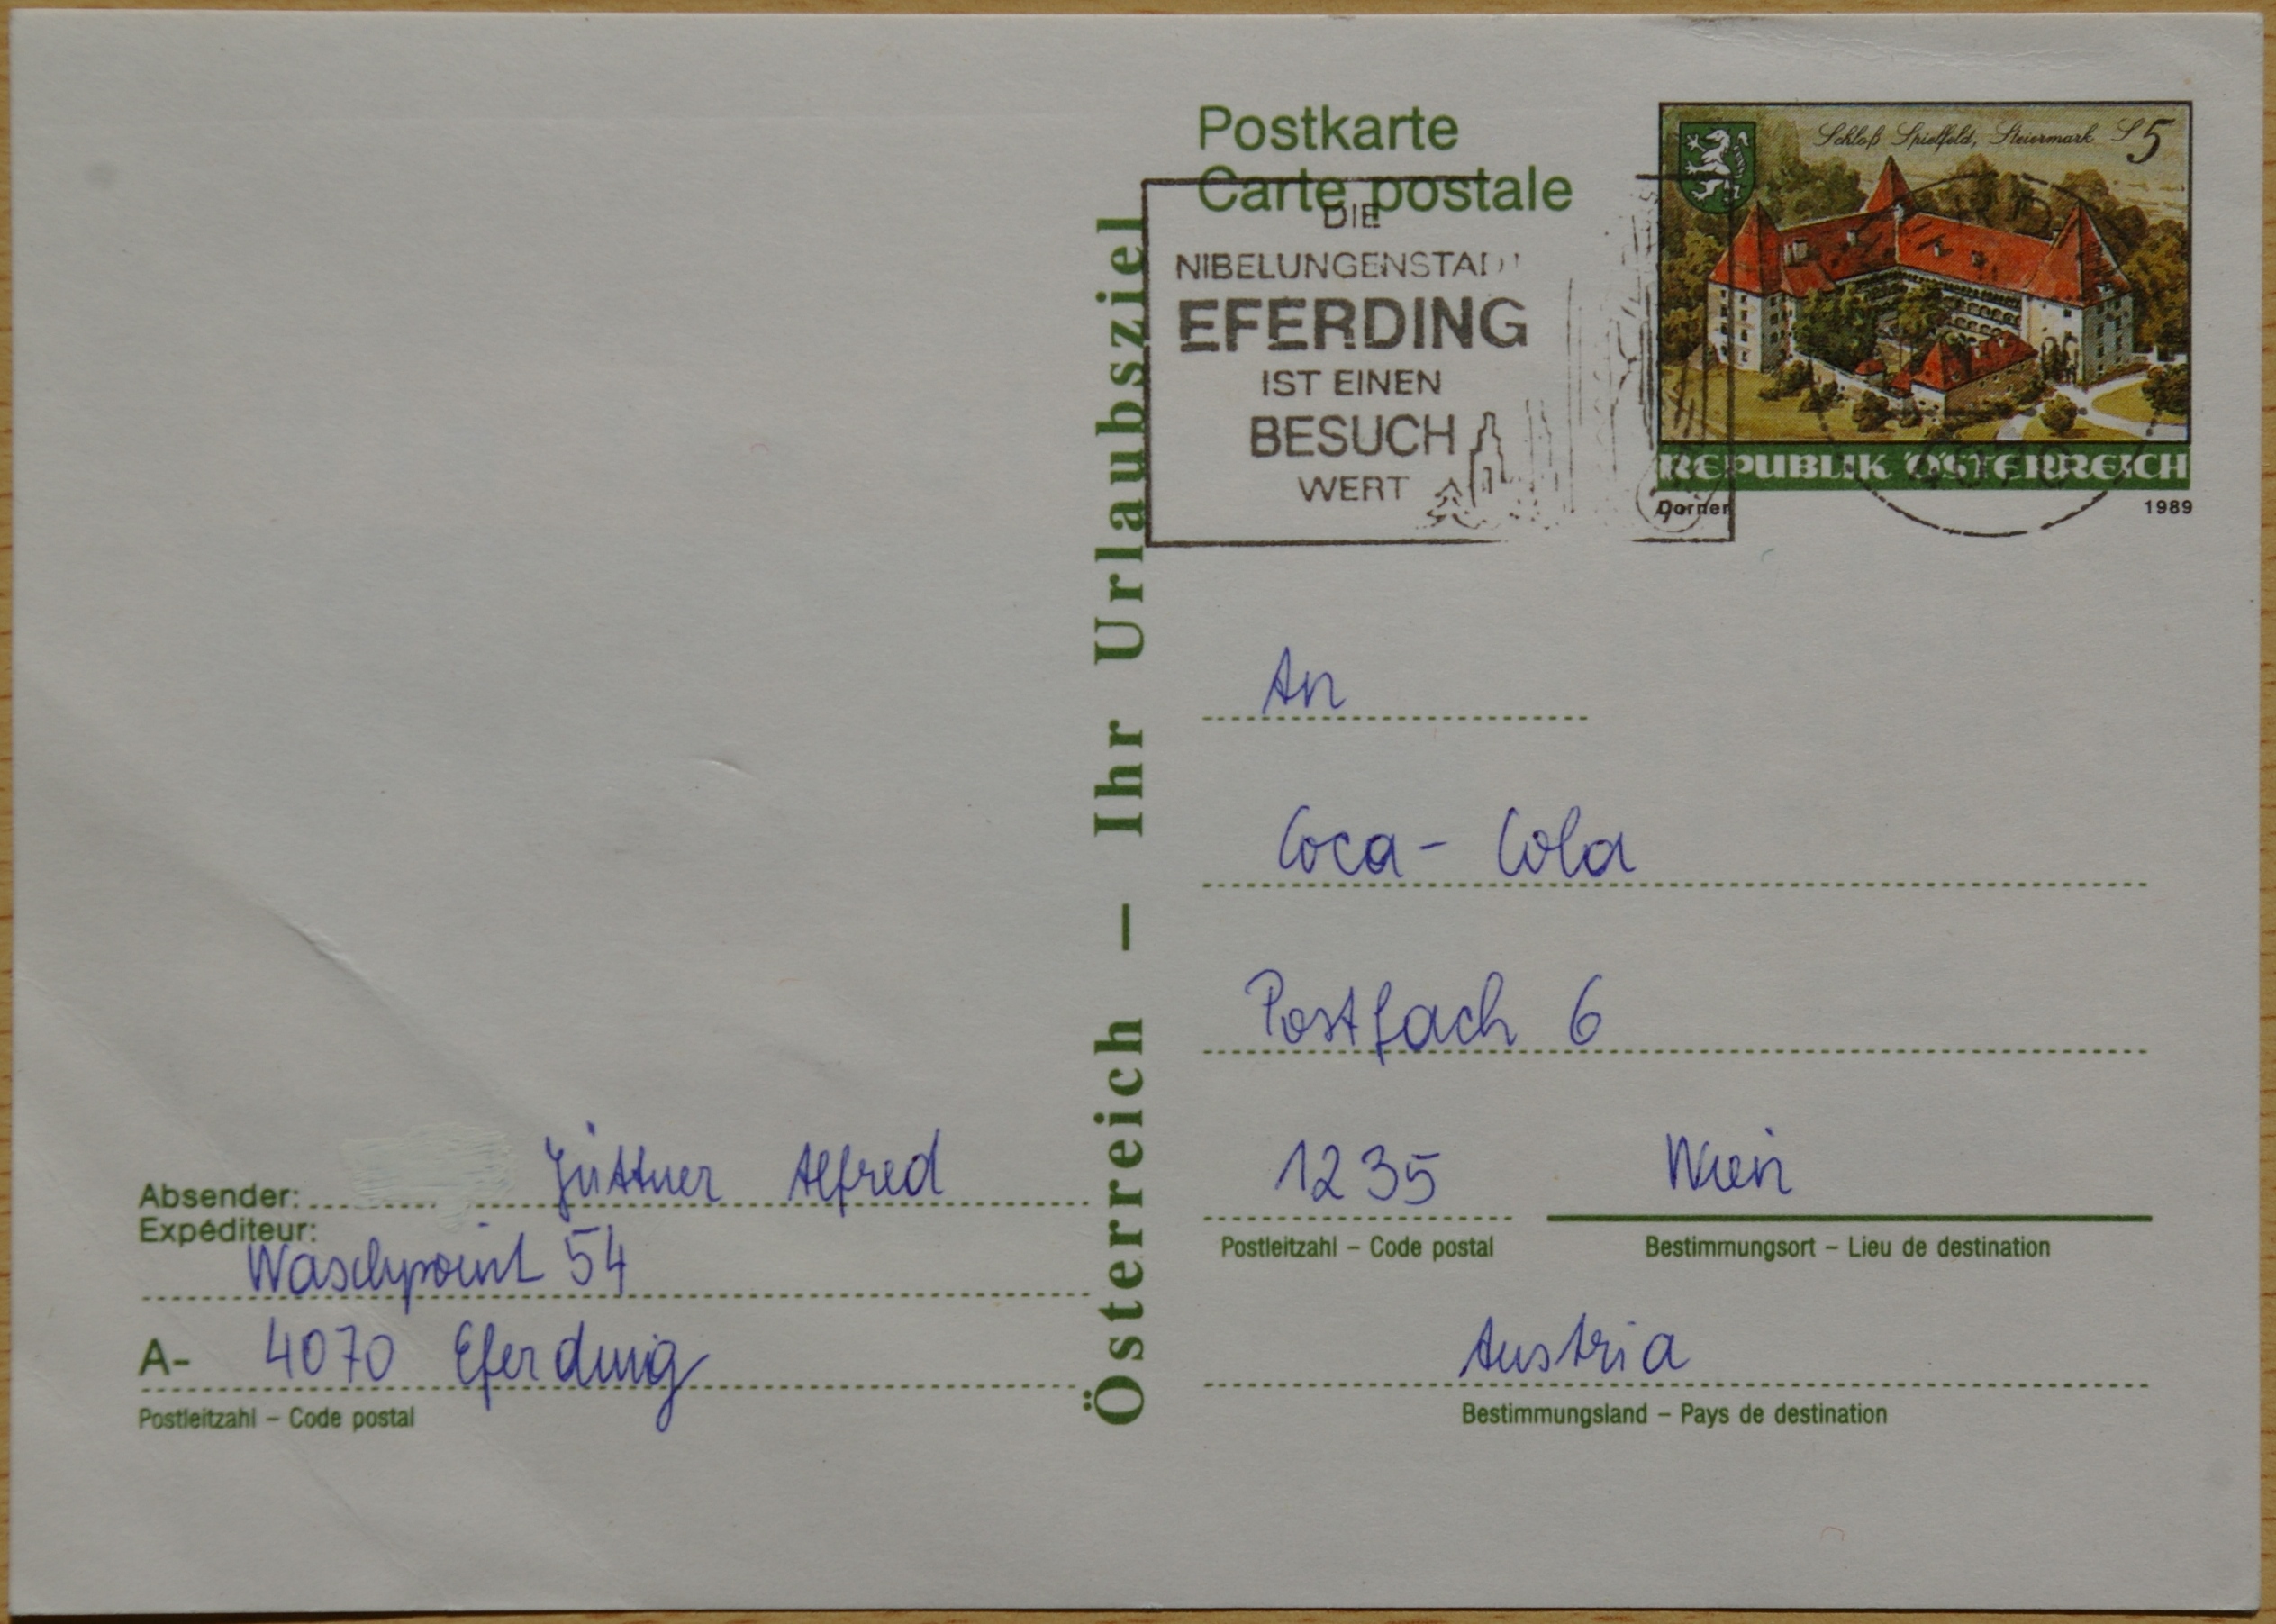 Postkarte
Carte postale
Schloß Spielfeld, Steiermark S 5
REPUBLIK ÖSTERREICH
Dorner 1989
DIE
NIBELUNGENSTADT
EFERDING
IST EINEN
BESUCH
WERT
Österreich – Ihr Urlaubsziel
An
Coca-Cola
Postfach 6
1235 Wien
Postleitzahl – Code postal Bestimmungsort – Lieu de destination
Austria
Bestimmungsland – Pays de destination
Absender: Jüttner Alfred
Expéditeur:
Waschpoint 54
A- 4070 Eferding
Postleitzahl – Code postal